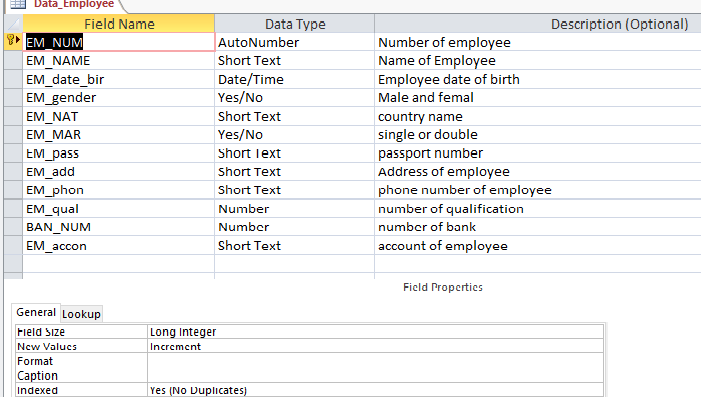 Data_Employee
Field Name Data Type Description (Optional)
EM_NUM AutoNumber Number of employee
EM_NAME Short Text Name of Employee
EM_date_bir Date/Time Employee date of birth
EM_gender Yes/No Male and femal
EM_NAT Short Text country name
EM_MAR Yes/No single or double
EM_pass Short Text passport number
EM_add Short Text Address of employee
EM_phon Short Text phone number of employee
EM_qual Number number of qualification
BAN_NUM Number number of bank
EM_accon Short Text account of employee
Field Properties
General Lookup
Field Size Long Integer
New Values Increment
Format
Caption
Indexed Yes (No Duplicates)